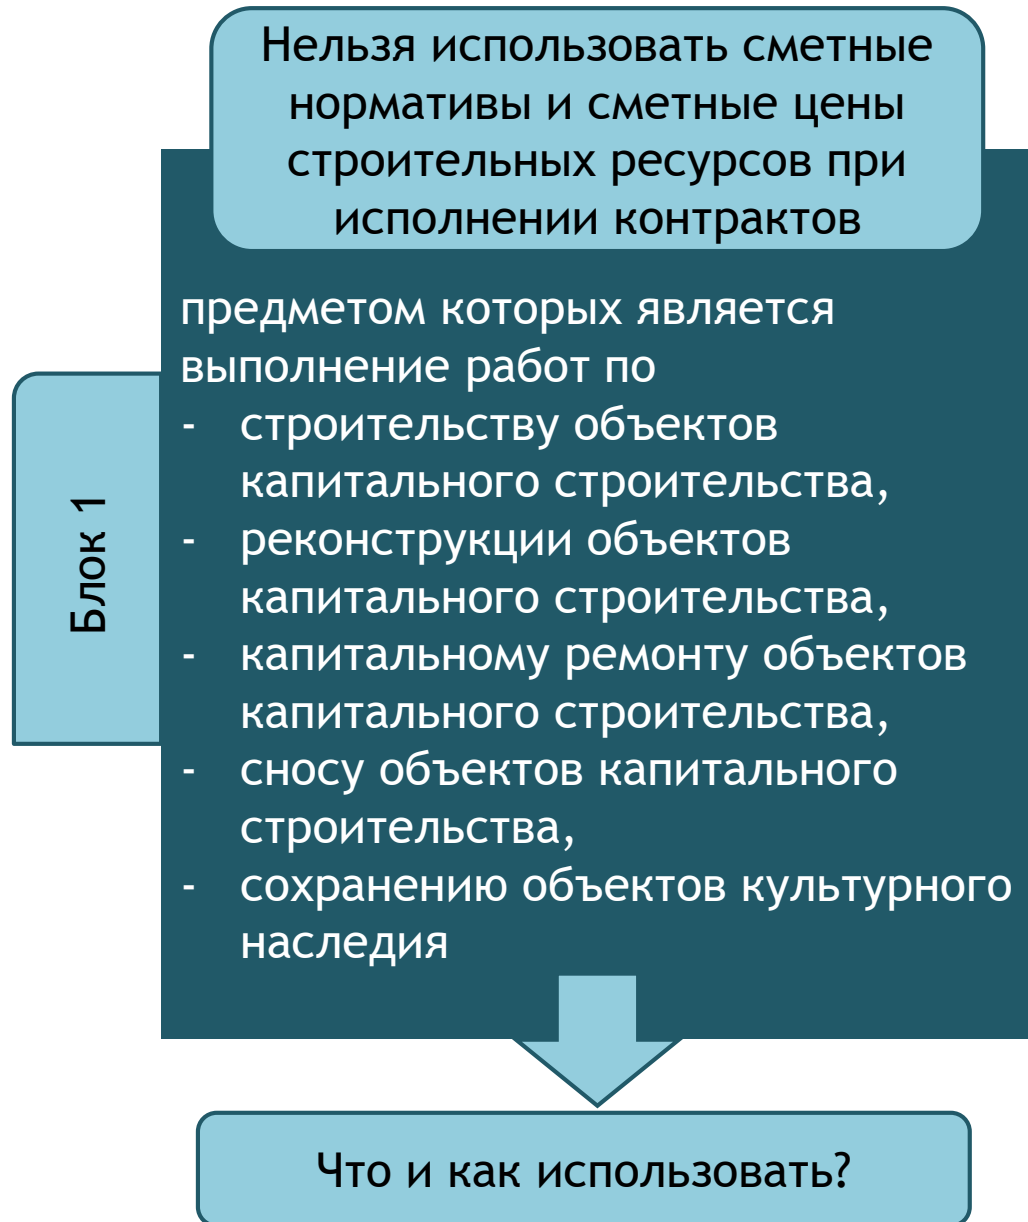 Нельзя использовать сметные
нормативы и сметные цены
строительных ресурсов при
исполнении контрактов
предметом которых является
выполнение работ по
- строительству объектов
капитального строительства,
- реконструкции объектов
капитального строительства,
- капитальному ремонту объектов
капитального строительства,
- сносу объектов капитального
строительства,
- сохранению объектов культурного
наследия
Блок 1
Что и как использовать?